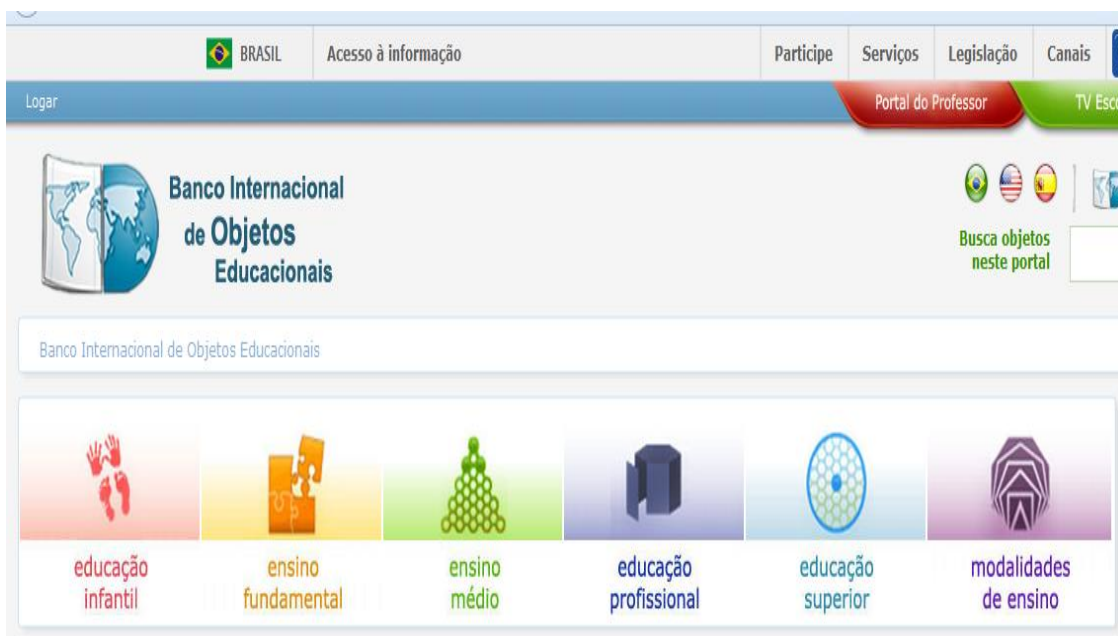 BRASIL Acesso à informação Participe Serviços Legislação Canais
Logar Portal do Professor TV
Banco Internacional
de Objetos
Educacionais
Busca objetos
neste portal
Banco Internacional de Objetos Educacionais
educação
infantil
ensino
fundamental
ensino
médio
educação
profissional
educação
superior
modalidades
de ensino